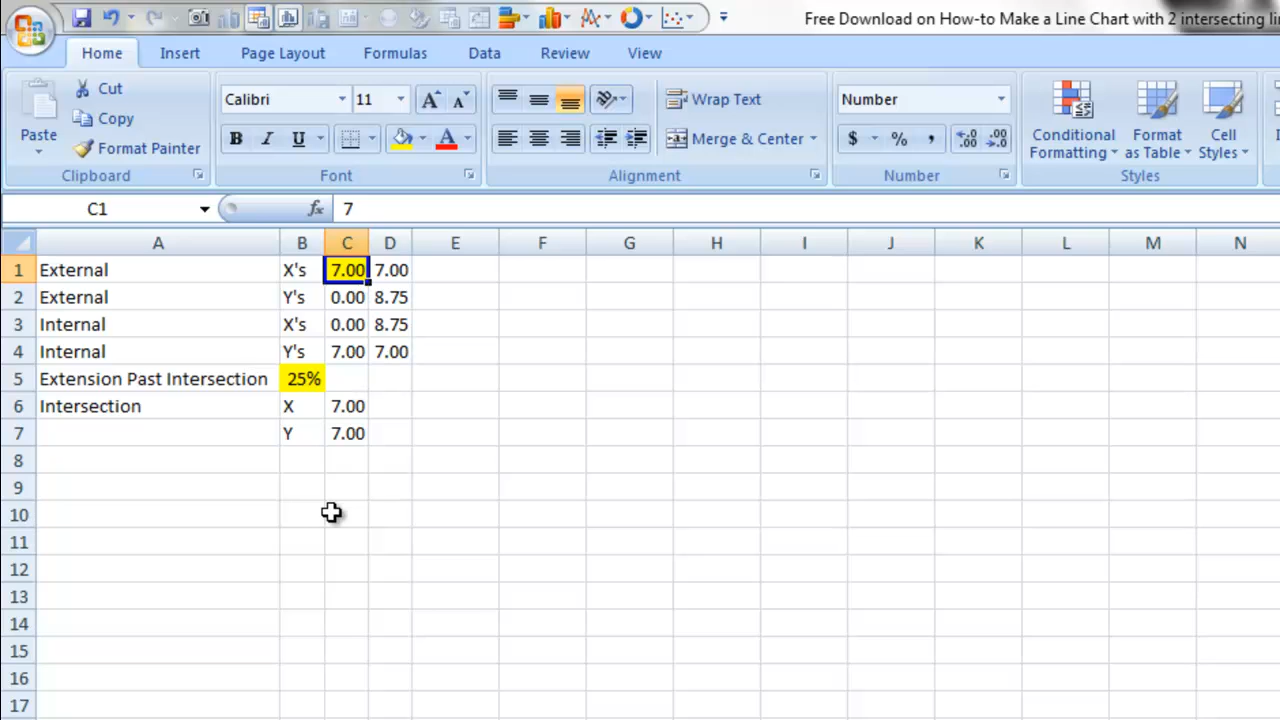 Free Download on How-to Make a Line Chart with 2 intersecting li
Home Insert Page Layout Formulas Data Review View
Paste
Cut
Copy
Format Painter
Clipboard
Calibri 11 A A
B I U A
Font
Wrap Text
Merge & Center
Alignment
Number
$ % , .0 .00 .00 .0
Number
Conditional Formatting
Format as Table
Cell Styles
Styles
C1 fx 7
A B C D E F G H I J K L M N
1 External X's 7.00 7.00
2 External Y's 0.00 8.75
3 Internal X's 0.00 8.75
4 Internal Y's 7.00 7.00
5 Extension Past Intersection 25%
6 Intersection X 7.00
7 Y 7.00
8
9
10
11
12
13
14
15
16
17